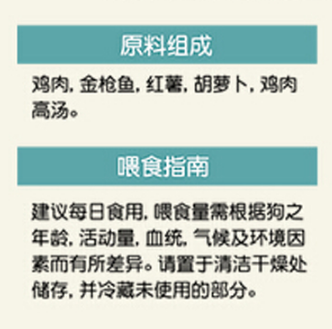 原料组成
鸡肉, 金枪鱼, 红薯, 胡萝卜, 鸡肉
高汤。
喂食指南
建议每日食用, 喂食量需根据狗之
年龄, 活动量, 血统, 气候及环境因
素而有所差异。请置于清洁干燥处
储存, 并冷藏未使用的部分。